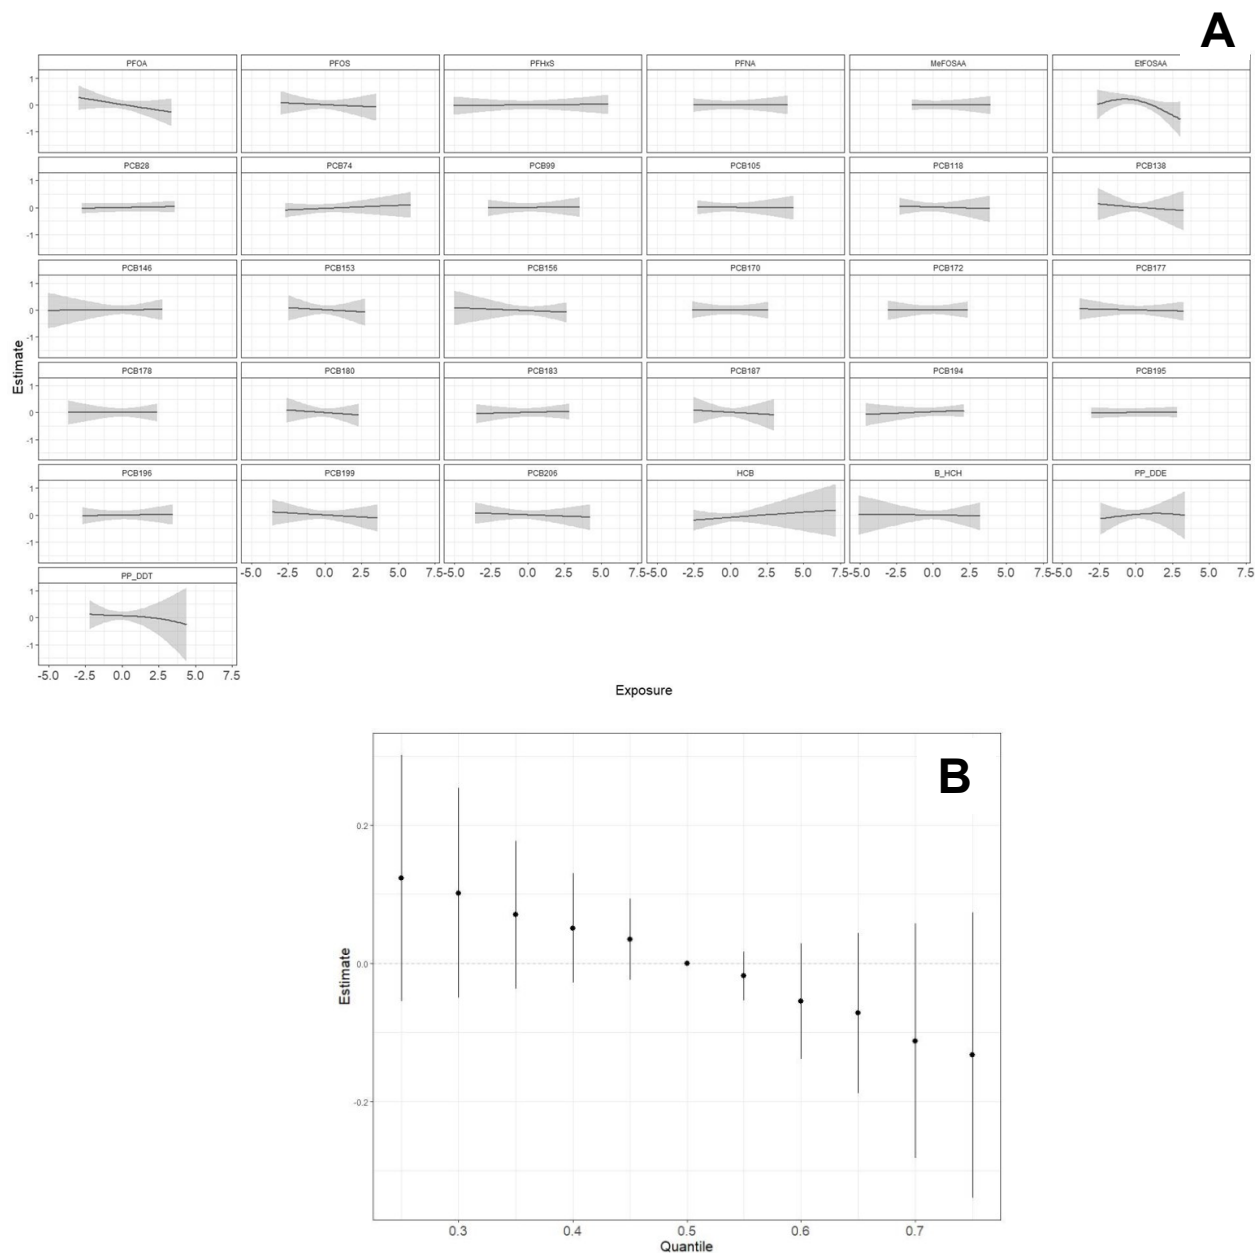 A
PFOA PFOS PFHxS PFNA MeFOSAA EtFOSAA
1
0
-1
PCB28 PCB74 PCB99 PCB105 PCB118 PCB138
1
0
-1
PCB146 PCB153 PCB156 PCB170 PCB172 PCB177
1
0
-1
PCB178 PCB180 PCB183 PCB187 PCB194 PCB195
1
0
-1
PCB196 PCB199 PCB206 HCB B_HCH PP_DDE
1
0
-1
-5.0 -2.5 0.0 2.5 5.0 7.5 -5.0 -2.5 0.0 2.5 5.0 7.5 -5.0 -2.5 0.0 2.5 5.0 7.5 -5.0 -2.5 0.0 2.5 5.0 7.5 -5.0 -2.5 0.0 2.5 5.0 7.5
PP_DDT
1
0
-1
-5.0 -2.5 0.0 2.5 5.0 7.5
Estimate
Exposure
B
0.2
0.0
-0.2
Estimate
0.3 0.4 0.5 0.6 0.7
Quantile